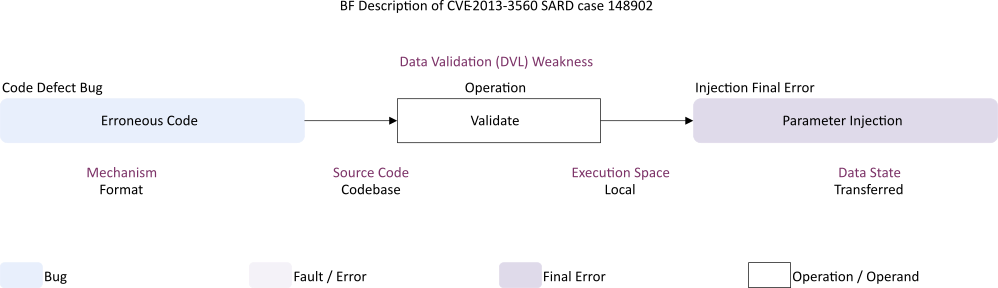 BF Description of CVE-2013-3560 SARD case 148902
Data Validation (DVL) Weakness
Code Defect Bug
Operation
Injection Final Error
Erroneous Code
Validate
Parameter Injection
Mechanism
Format
Source Code
Codebase
Execution Space
Local
Data State
Transferred
Bug
Fault / Error
Final Error
Operation / Operand